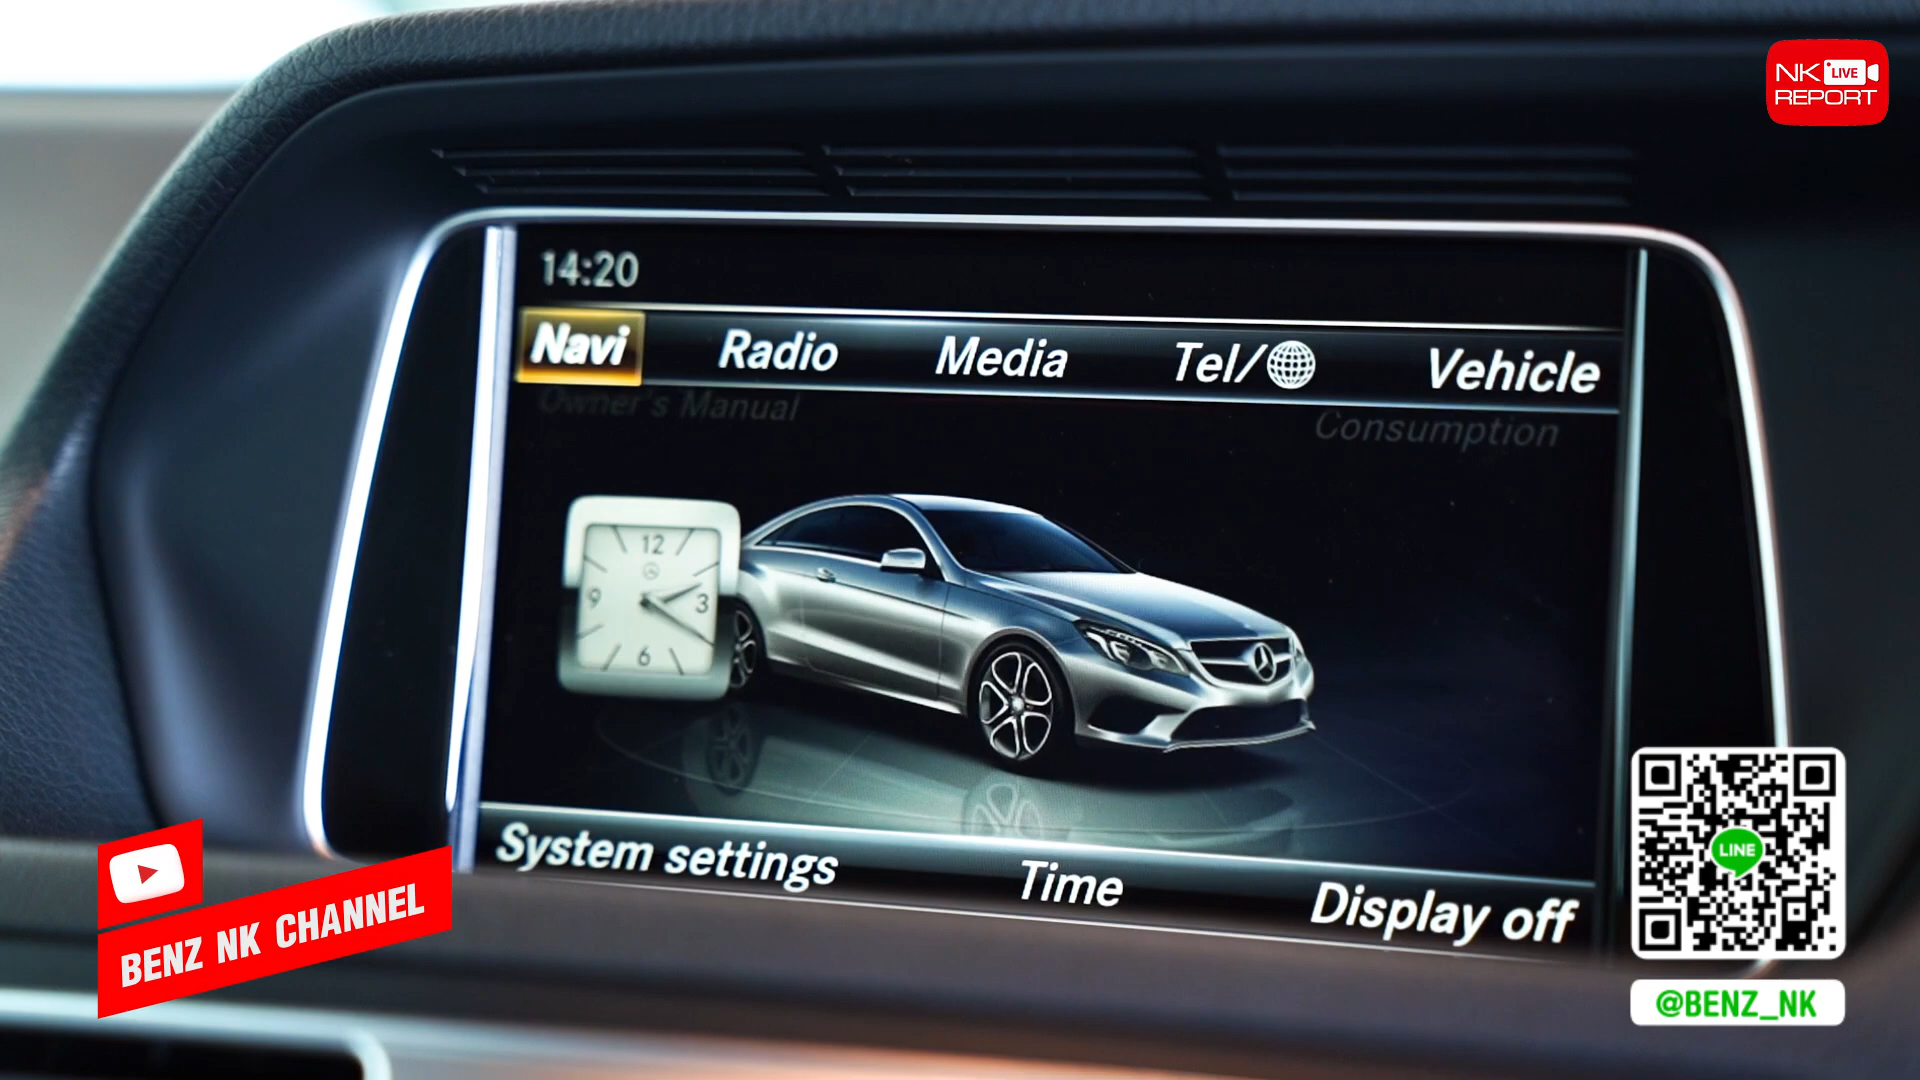 NK LIVE
REPORT
14:20
Navi Radio Media Tel/ Vehicle
Owner's Manual Consumption
12
9 3
6
System settings Time Display off
BENZ NK CHANNEL
LINE
@BENZ_NK